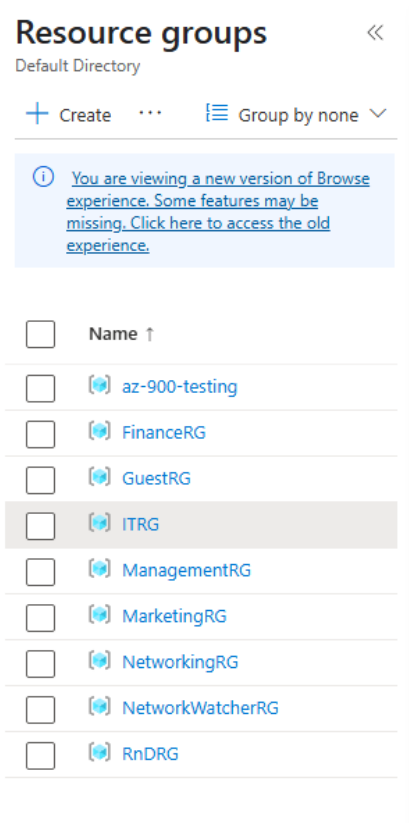 Resource groups
Default Directory
Create ··· Group by none
You are viewing a new version of Browse
experience. Some features may be
missing. Click here to access the old
experience.
Name ↑
az-900-testing
FinanceRG
GuestRG
ITRG
ManagementRG
MarketingRG
NetworkingRG
NetworkWatcherRG
RnDRG